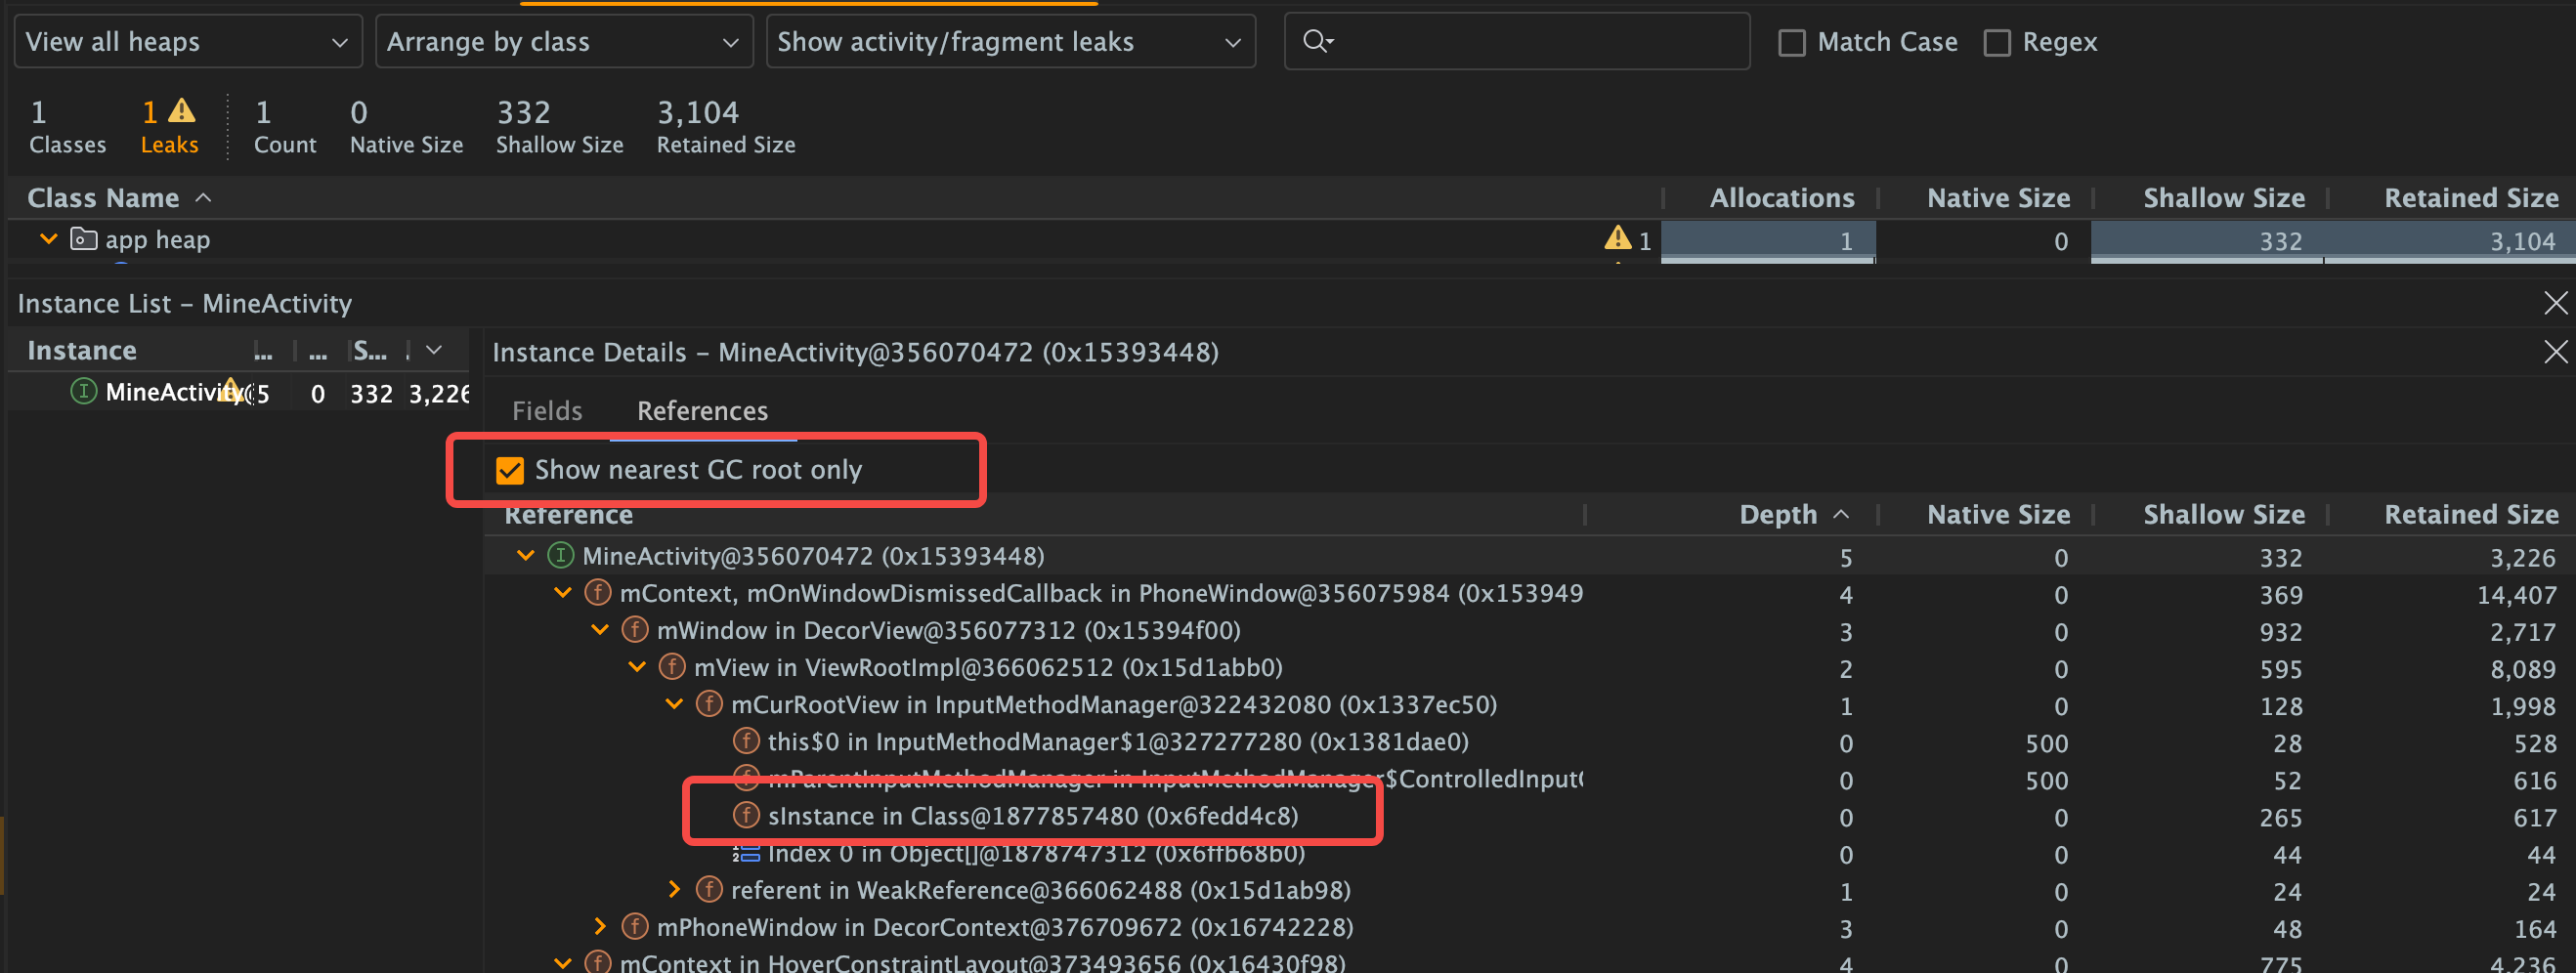 View all heaps Arrange by class Show activity/fragment leaks Match Case Regex
1 1 1 0 332 3,104
Classes Leaks Count Native Size Shallow Size Retained Size
Class Name Allocations Native Size Shallow Size Retained Size
app heap 1 1 0 332 3,104
Instance List - MineActivity
Instance ... ... S... .
MineActivity@ 5 0 332 3,226
Instance Details - MineActivity@356070472 (0x15393448)
Fields References
Show nearest GC root only
Reference Depth Native Size Shallow Size Retained Size
MineActivity@356070472 (0x15393448) 5 0 332 3,226
mContext, mOnWindowDismissedCallback in PhoneWindow@356075984 (0x153949 4 0 369 14,407
mWindow in DecorView@356077312 (0x15394f00) 3 0 932 2,717
mView in ViewRootImpl@366062512 (0x15d1abb0) 2 0 595 8,089
mCurRootView in InputMethodManager@322432080 (0x1337ec50) 1 0 128 1,998
this$0 in InputMethodManager$1@327277280 (0x1381dae0) 0 500 28 528
mParentInputMethodManager in InputMethodManager$ControlledInput 0 500 52 616
sInstance in Class@1877857480 (0x6fedd4c8) 0 0 265 617
Index 0 in Object[]@1878747312 (0x6ffb68b0) 0 0 44 44
referent in WeakReference@366062488 (0x15d1ab98) 1 0 24 24
mPhoneWindow in DecorContext@376709672 (0x16742228) 3 0 48 164
mContext in HoverConstraintLayout@373493656 (0x16430f98) 4 0 775 4,236